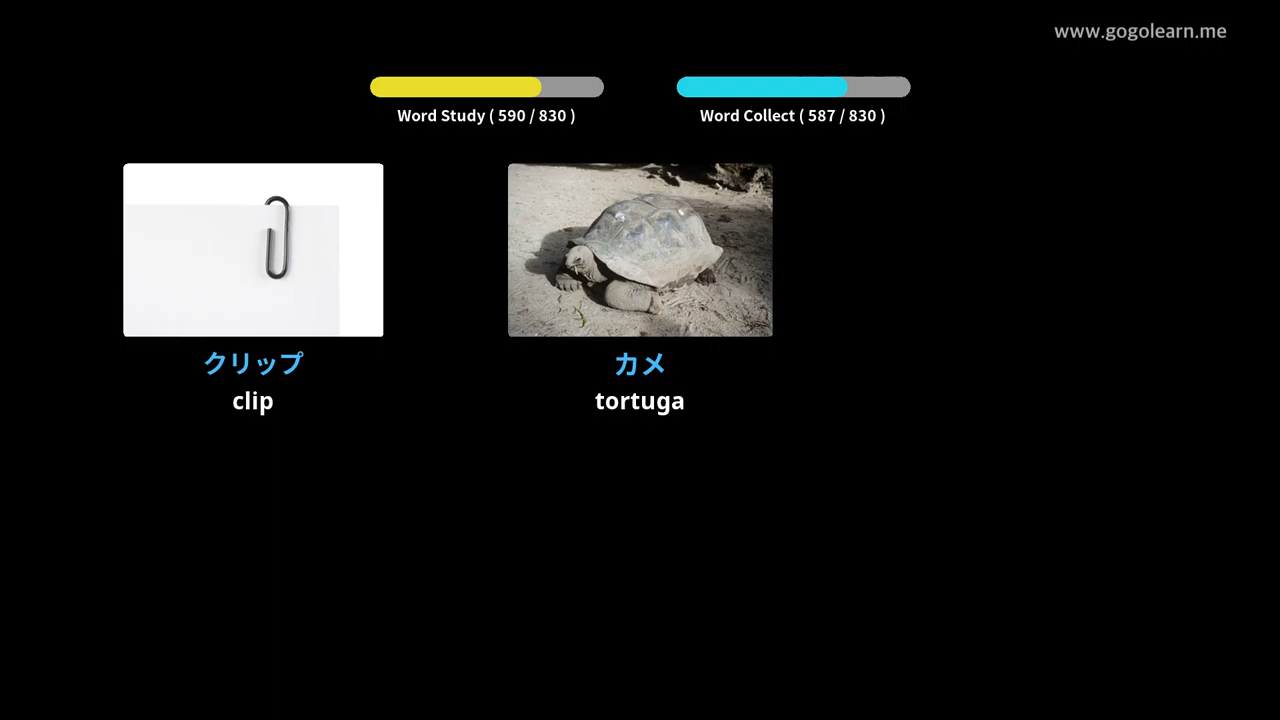 www.gogolearn.me
Word Study ( 590 / 830 )
Word Collect ( 587 / 830 )
クリップ
clip
カメ
tortuga